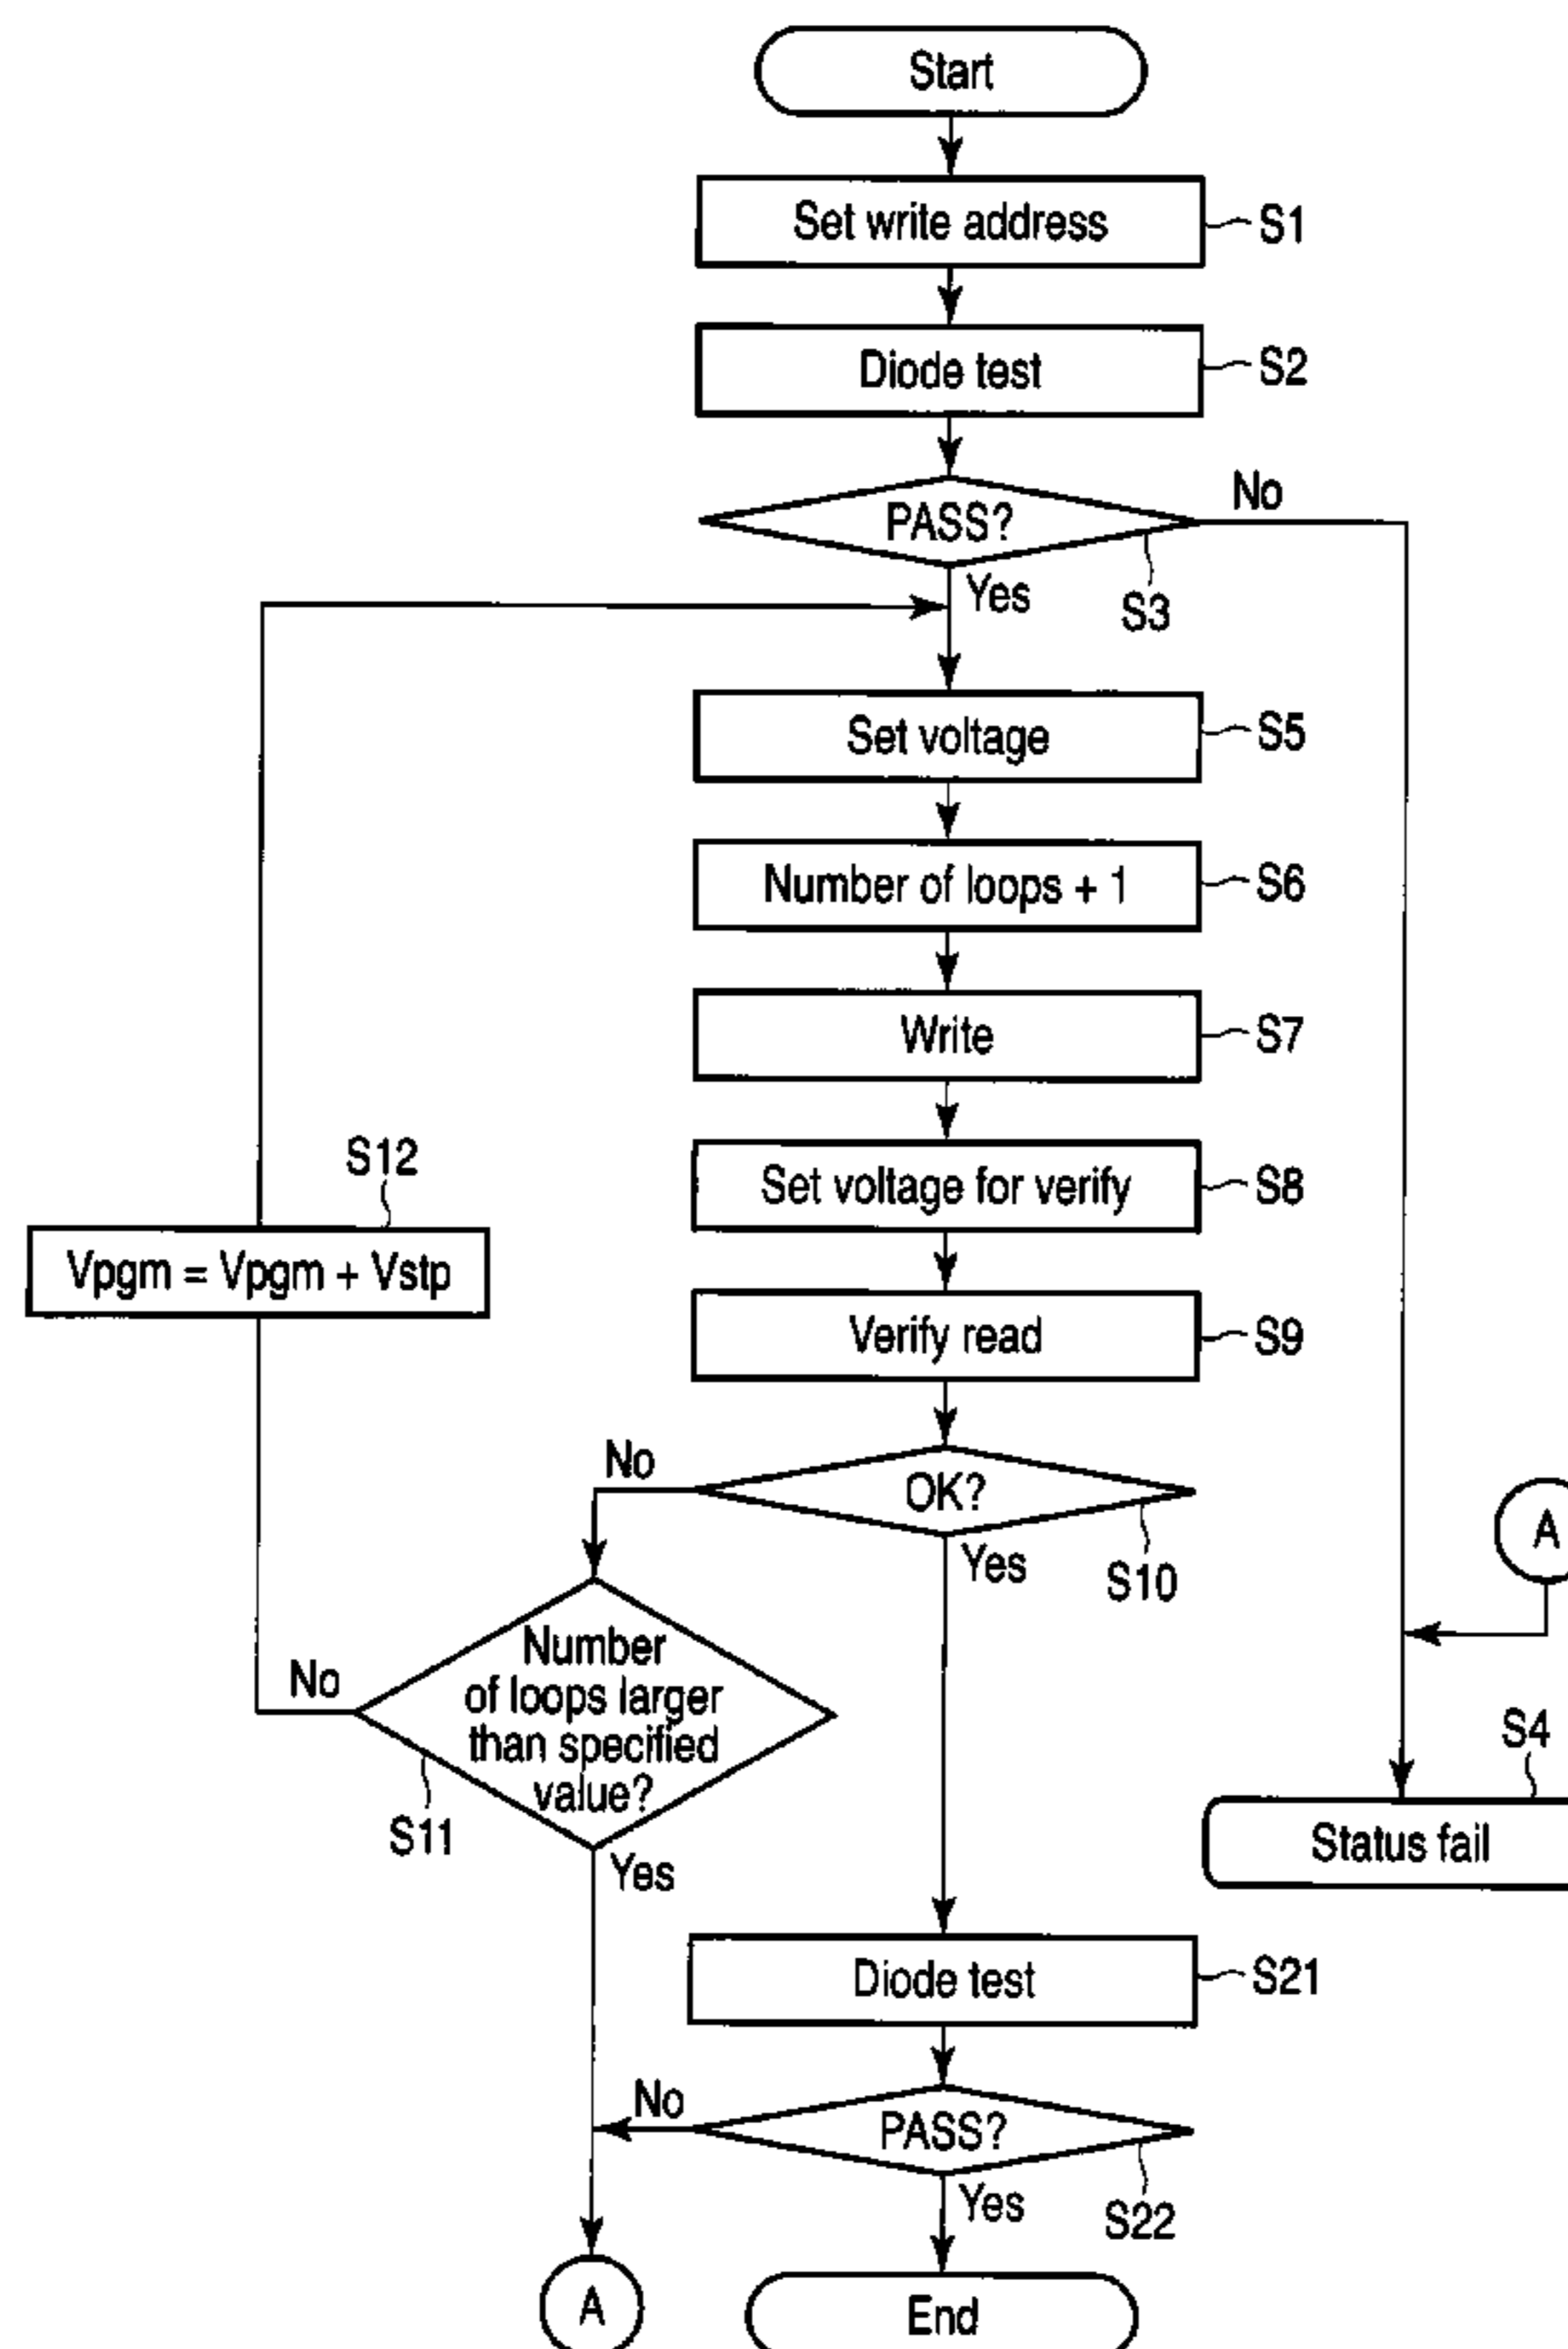 Start
Set write address
S1
Diode test
S2
PASS?
No
Yes
S3
Set voltage
S5
Number of loops + 1
S6
Write
S7
Set voltage for verify
S8
S12
Vpgm = Vpgm + Vstp
Verify read
S9
No
OK?
Yes
S10
A
Number
of loops larger
than specified
value?
No
S11
Yes
S4
Status fail
Diode test
S21
No
PASS?
Yes
S22
A
End